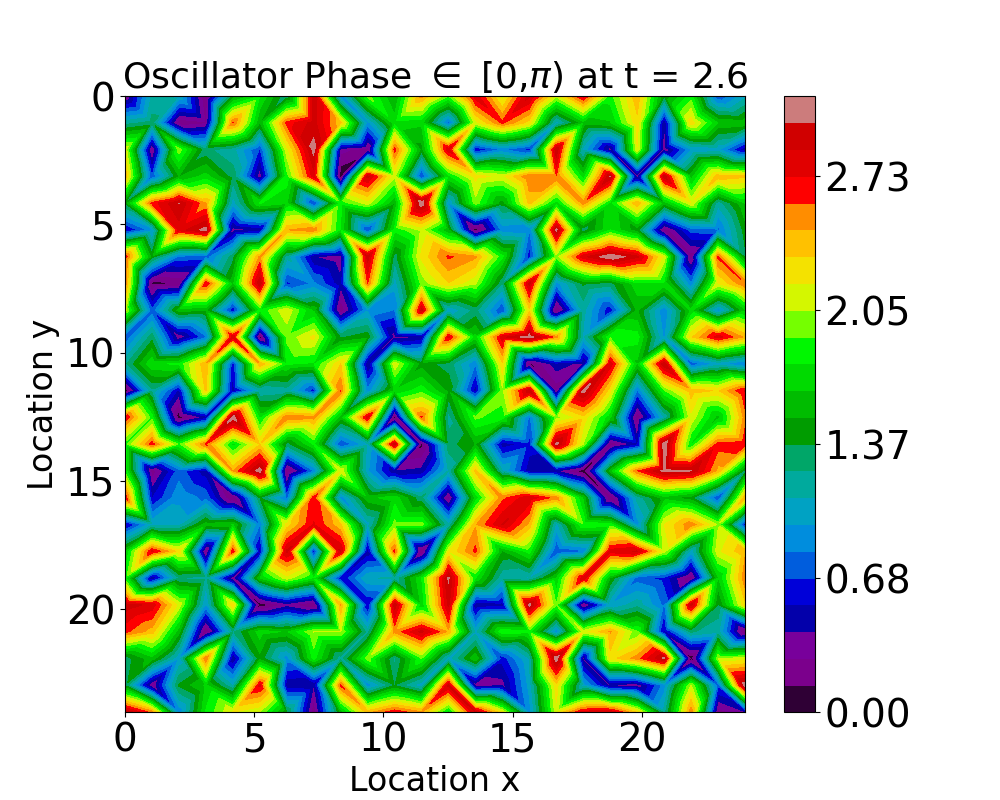 Oscillator Phase ∈ [0,π) at t = 2.6
0
5
10
15
20
Location y
0 5 10 15 20
Location x
2.73
2.05
1.37
0.68
0.00